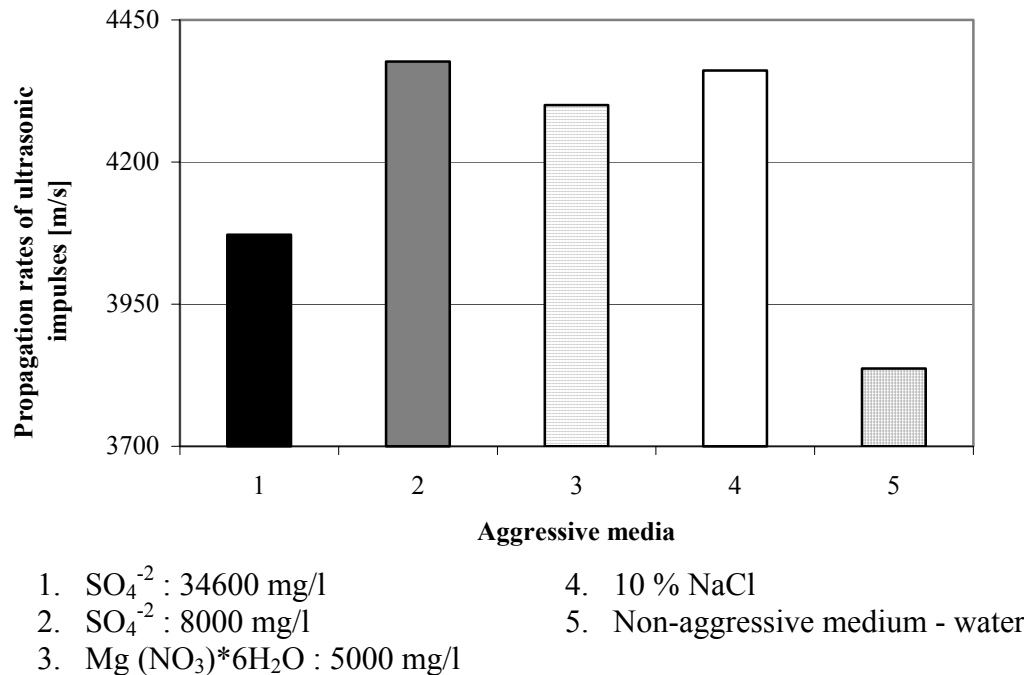 Propagation rates of ultrasonic
impulses [m/s]
4450
4200
3950
3700
1 2 3 4 5
Aggressive media
1. SO₄⁻² : 34600 mg/l
2. SO₄⁻² : 8000 mg/l
3. Mg (NO₃)*6H₂O : 5000 mg/l
4. 10 % NaCl
5. Non-aggressive medium - water